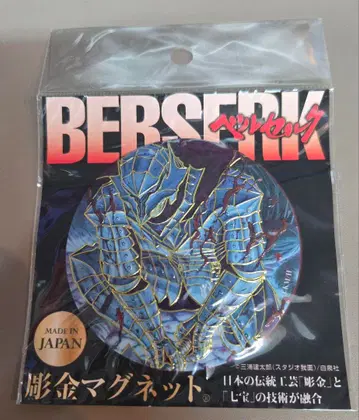 BERSERK
ベルセルク
©三浦建太郎(スタジオ我画)/白泉社
MADE IN
JAPAN
彫金マグネット®
日本の伝統工芸「彫金」と
「七宝」の技術が融合